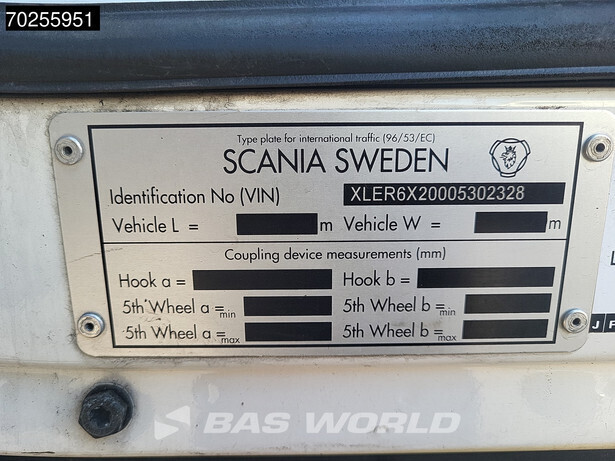 70255951
Type plate for international traffic (96/53/EC)
SCANIA SWEDEN
Identification No (VIN) XLER6X20005302328
Vehicle L = m Vehicle W = m
Coupling device measurements (mm)
Hook a = Hook b =
5th Wheel a =min 5th Wheel b =min
5th Wheel a =max 5th Wheel b =max
L
J F
BAS WORLD